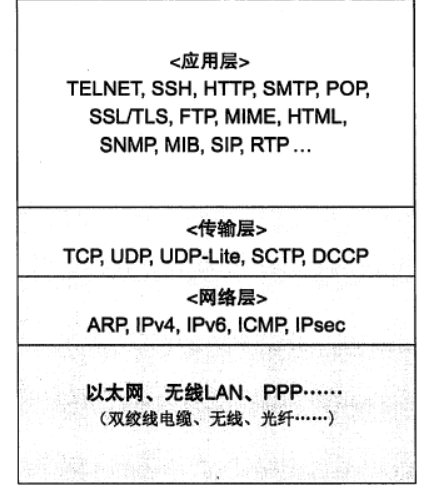 <应用层>
TELNET, SSH, HTTP, SMTP, POP,
SSL/TLS, FTP, MIME, HTML,
SNMP, MIB, SIP, RTP …
<传输层>
TCP, UDP, UDP-Lite, SCTP, DCCP
<网络层>
ARP, IPv4, IPv6, ICMP, IPsec
以太网、无线LAN、PPP……
（双绞线电缆、无线、光纤……）